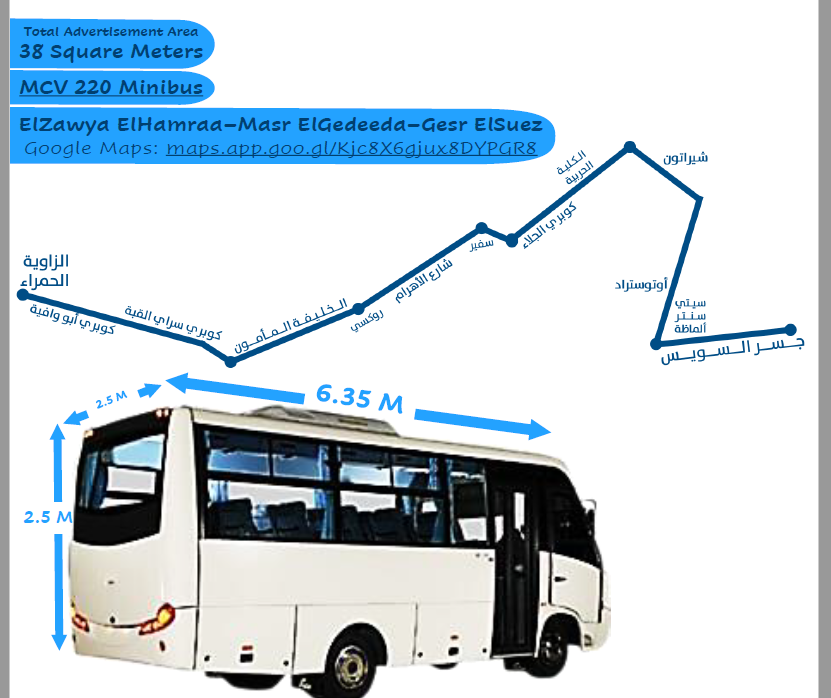 Total Advertisement Area
38 Square Meters
MCV 220 Minibus
ElZawya ElHamraa–Masr ElGedeeda–Gesr ElSuez
Google Maps: maps.app.goo.gl/Kjc8X6gjux8DYPGR8
الكلية
الحربية
شيراتون
كوبري الجلاء
سفير
شارع الأهرام
الزاوية
الحمراء
أوتوستراد
سيتي
سنتر
ألماظة
الخليفة المأمون
روكسي
كوبري سراي القبة
كوبري أبو وافية
جسر السويس
2.5 M
6.35 M
2.5 M